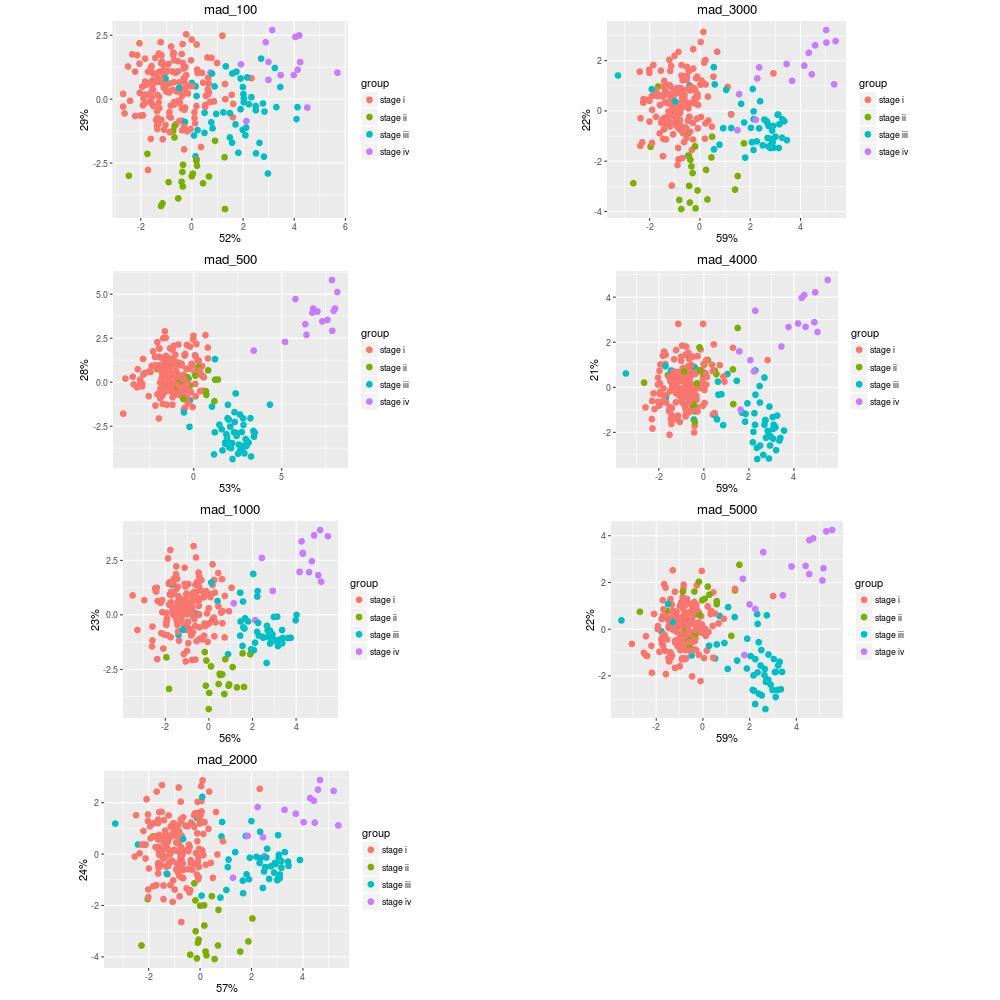 mad_100
2.5
0.0
-2.5
29%
-2
0
2
4
6
52%
group
stage i
stage ii
stage iii
stage iv
mad_3000
2
0
-2
-4
22%
-2
0
2
4
59%
group
stage i
stage ii
stage iii
stage iv
mad_500
5.0
2.5
0.0
-2.5
28%
0
5
53%
group
stage i
stage ii
stage iii
stage iv
mad_4000
4
2
0
-2
21%
-2
0
2
4
59%
group
stage i
stage ii
stage iii
stage iv
mad_1000
2.5
0.0
-2.5
23%
-2
0
2
4
56%
group
stage i
stage ii
stage iii
stage iv
mad_5000
4
2
0
-2
22%
-2
0
2
4
59%
group
stage i
stage ii
stage iii
stage iv
mad_2000
2
0
-2
-4
24%
-2
0
2
4
57%
group
stage i
stage ii
stage iii
stage iv